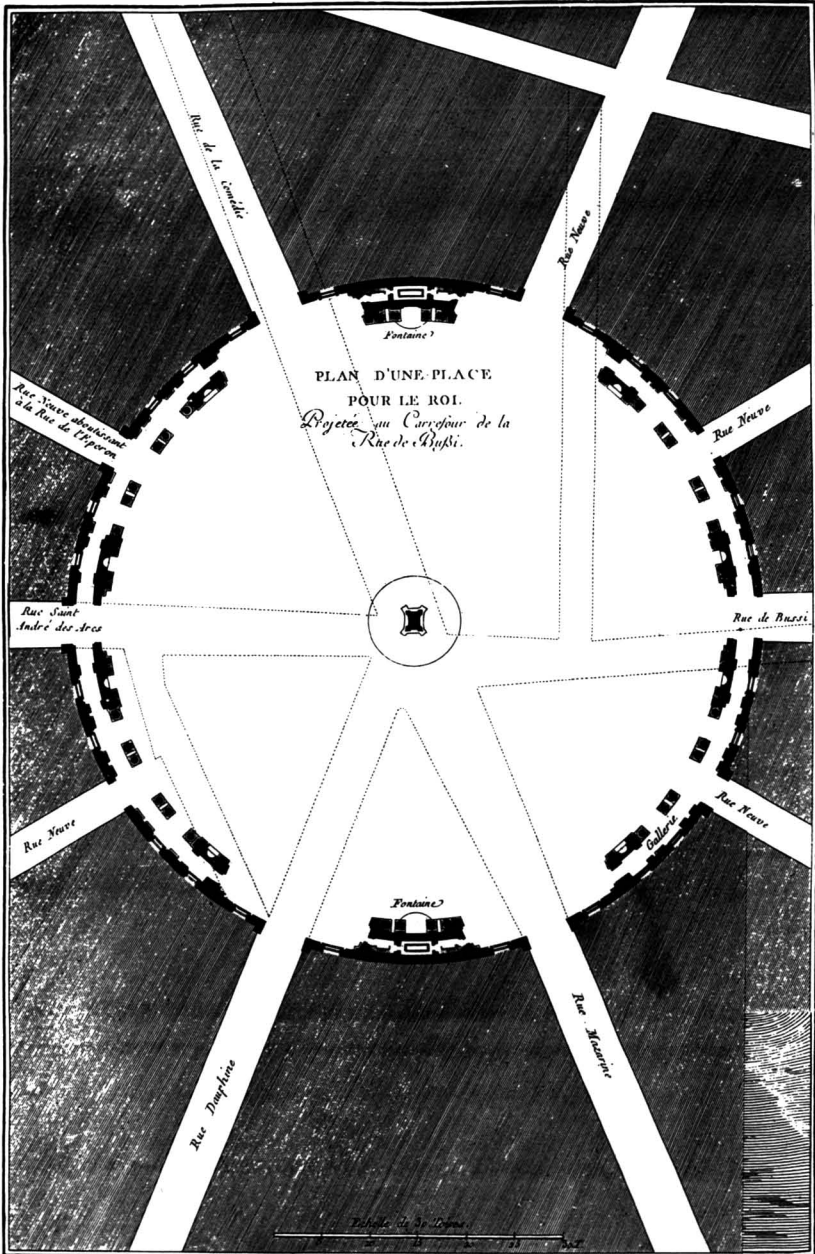 Rue de la Comédie
Rue Neuve
Fontaine
PLAN D'UNE PLACE
POUR LE ROI.
Projetée au Carrefour de la
Rue de Bussi.
Rue Neuve aboutissant
à la Rue de l'Eperon
Rue Neuve
Rue Saint
André des Arcs
Rue de Bussi
Rue Neuve
Rue Neuve
Gallerie
Fontaine
Rue Dauphine
Rue Mazarine
Echelle de 30 Toises.